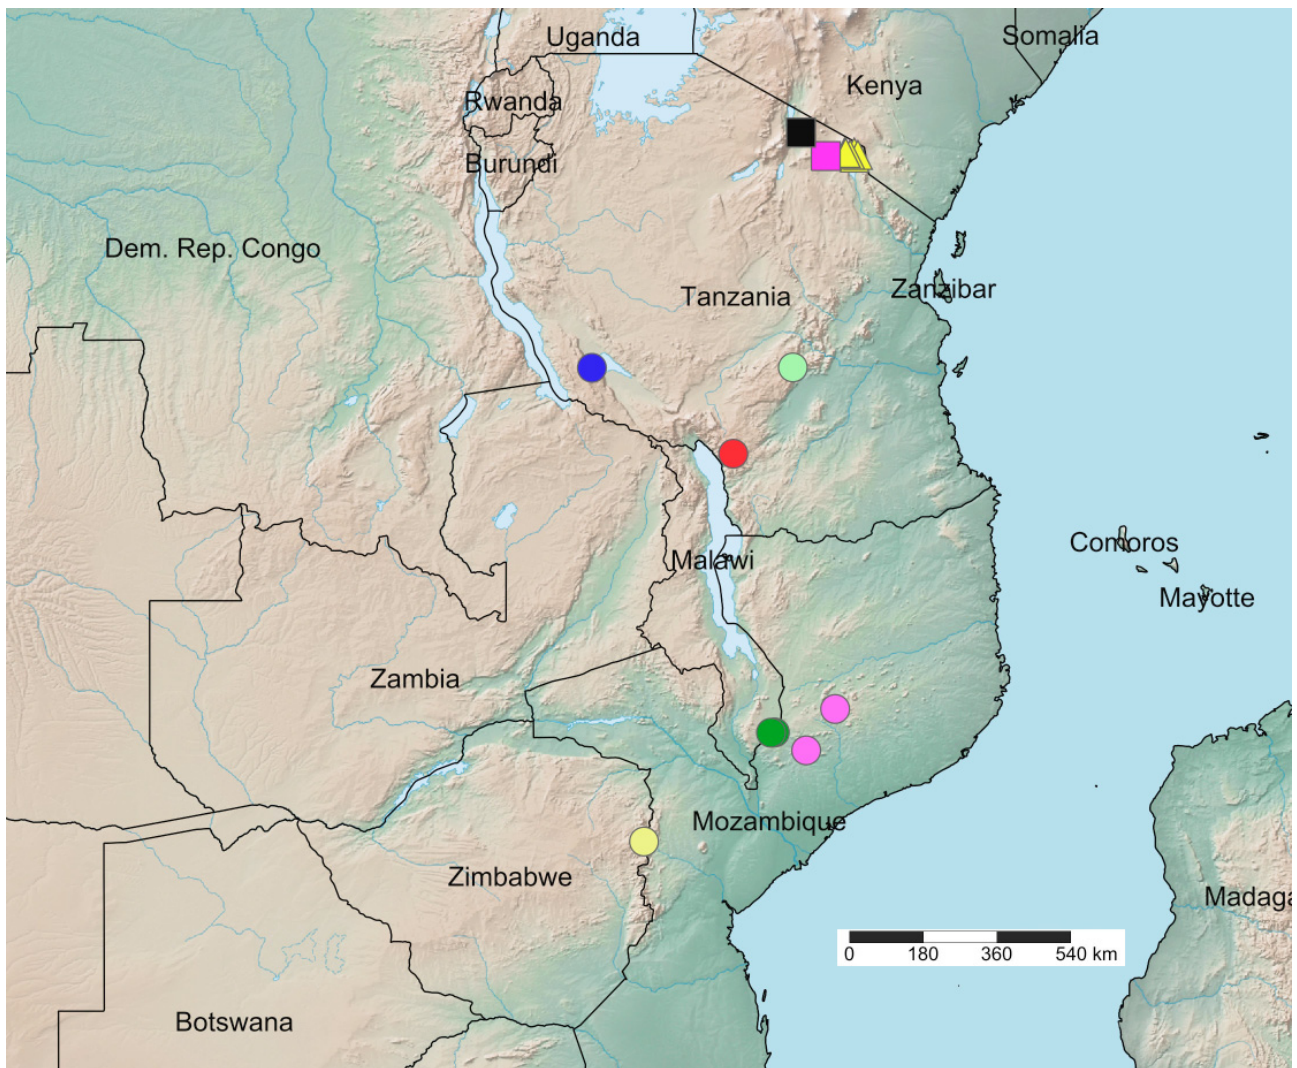 Uganda
Somalia
Kenya
Rwanda
Burundi
Dem. Rep. Congo
Tanzania
Zanzibar
Comoros
Malawi
Mayotte
Zambia
Mozambique
Zimbabwe
Madaga
0 180 360 540 km
Botswana